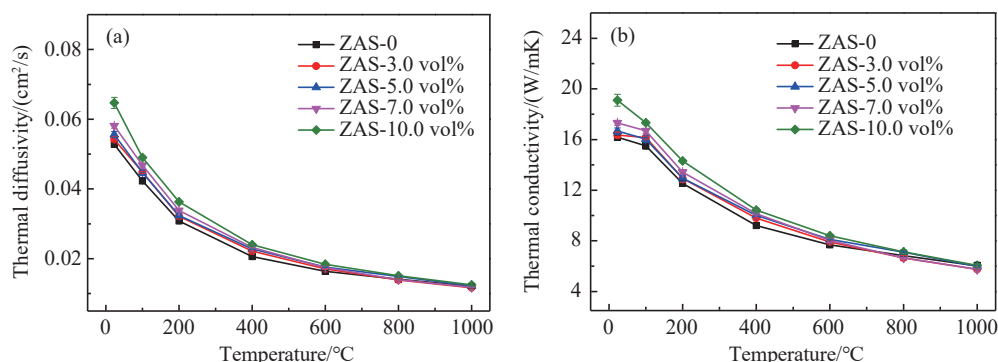 (a)
ZAS-0
ZAS-3.0 vol%
ZAS-5.0 vol%
ZAS-7.0 vol%
ZAS-10.0 vol%
Thermal diffusivity/(cm²/s)
0.08
0.06
0.04
0.02
0 200 400 600 800 1000
Temperature/°C
(b)
ZAS-0
ZAS-3.0 vol%
ZAS-5.0 vol%
ZAS-7.0 vol%
ZAS-10.0 vol%
Thermal conductivity/(W/mK)
24
20
16
12
8
4
0 200 400 600 800 1000
Temperature/°C